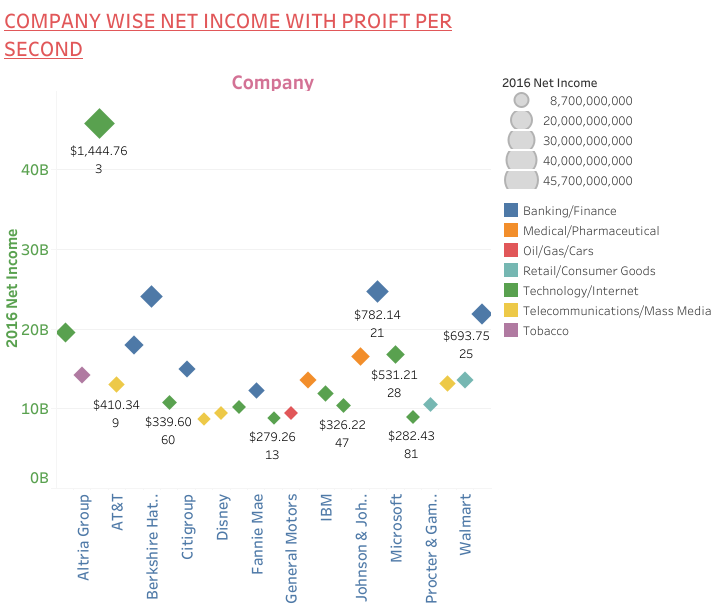 COMPANY WISE NET INCOME WITH PROIFT PER
SECOND
Company
2016 Net Income
8,700,000,000
20,000,000,000
30,000,000,000
40,000,000,000
45,700,000,000
Banking/Finance
Medical/Pharmaceutical
Oil/Gas/Cars
Retail/Consumer Goods
Technology/Internet
Telecommunications/Mass Media
Tobacco
2016 Net Income
40B
30B
20B
10B
0B
$1,444.76
3
$782.14
21
$693.75
25
$531.21
28
$410.34
9
$339.60
60
$279.26
13
$326.22
47
$282.43
81
Altria Group
AT&T
Berkshire Hat..
Citigroup
Disney
Fannie Mae
General Motors
IBM
Johnson & Joh..
Microsoft
Procter & Gam..
Walmart